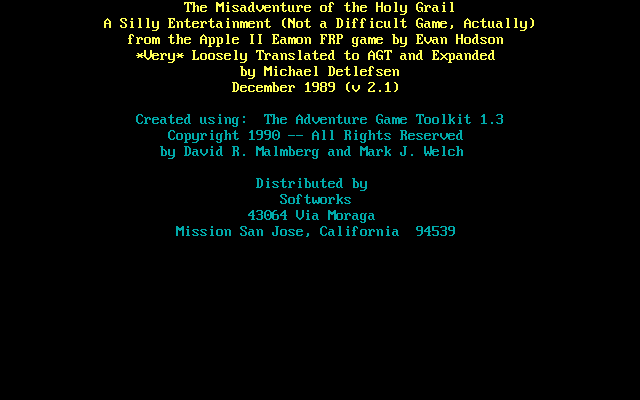 The Misadventure of the Holy Grail
A Silly Entertainment (Not a Difficult Game, Actually)
from the Apple II Eamon FRP game by Evan Hodson
*Very* Loosely Translated to AGT and Expanded
by Michael Detlefsen
December 1989 (v 2.1)
Created using:  The Adventure Game Toolkit 1.3
Copyright 1990 -- All Rights Reserved
by David R. Malmberg and Mark J. Welch
Distributed by
Softworks
43064 Via Moraga
Mission San Jose, California  94539